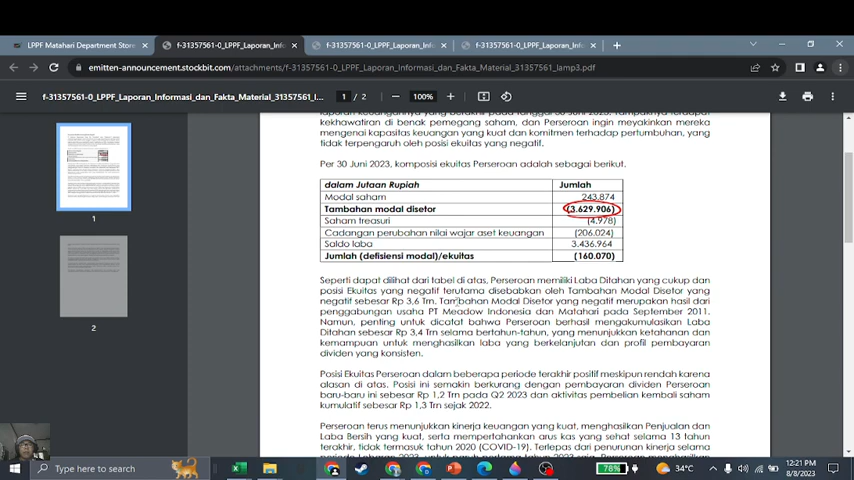 LPPF Matahari Department Stor
f-31357561-0_LPPF_Laporan_Infor
f-31357561-0_LPPF_Laporan_Infor
f-31357561-0_LPPF_Laporan_Infor
emitten-announcement.stockbit.com/attachments/f-31357561-0_LPPF_Laporan_Informasi_dan_Fakta_Material_31357561_lamp3.pdf
f-31357561-0_LPPF_Laporan_Informasi_dan_Fakta_Material_31357561_l...
1 / 2
100%
kekhawatiran di benak pemegang saham, dan Perseroan ingin meyakinkan mereka
mengenai kapasitas keuangan yang kuat dan komitmen terhadap pertumbuhan, yang
tidak terpengaruh oleh posisi ekuitas yang negatif.
Per 30 Juni 2023, komposisi ekuitas Perseroan adalah sebagai berikut.
dalam Jutaan Rupiah Jumlah
Modal saham 243.874
Tambahan modal disetor (3.629.906)
Saham treasuri (4.978)
Cadangan perubahan nilai wajar aset keuangan (206.024)
Saldo laba 3.436.964
Jumlah (defisiensi modal)/ekuitas (160.070)
Seperti dapat dilihat dari tabel di atas, Perseroan memiliki Laba Ditahan yang cukup dan
posisi Ekuitas yang negatif terutama disebabkan oleh Tambahan Modal Disetor yang
negatif sebesar Rp 3,6 Trn. Tambahan Modal Disetor yang negatif merupakan hasil dari
penggabungan usaha PT Meadow Indonesia dan Matahari pada September 2011.
Namun, penting untuk dicatat bahwa Perseroan berhasil mengakumulasikan Laba
Ditahan sebesar Rp 3,4 Trn selama bertahun-tahun, yang menunjukkan ketahanan dan
kemampuan untuk menghasilkan laba yang berkelanjutan dan profil pembayaran
dividen yang konsisten.
Posisi Ekuitas Perseroan dalam beberapa periode terakhir positif meskipun rendah karena
alasan di atas. Posisi ini semakin berkurang dengan pembayaran dividen Perseroan
baru-baru ini sebesar Rp 1,2 Trn pada Q2 2023 dan aktivitas pembelian kembali saham
kumulatif sebesar Rp 1,3 Trn sejak 2022.
Perseroan terus menunjukkan kinerja keuangan yang kuat, menghasilkan Penjualan dan
Laba Bersih yang kuat, serta mempertahankan arus kas yang sehat selama 13 tahun
terakhir, tidak termasuk tahun 2020 (COVID-19). Terlepas dari penurunan kinerja selama
1
2
Type here to search
78%
34°C
12:21 PM
8/8/2023